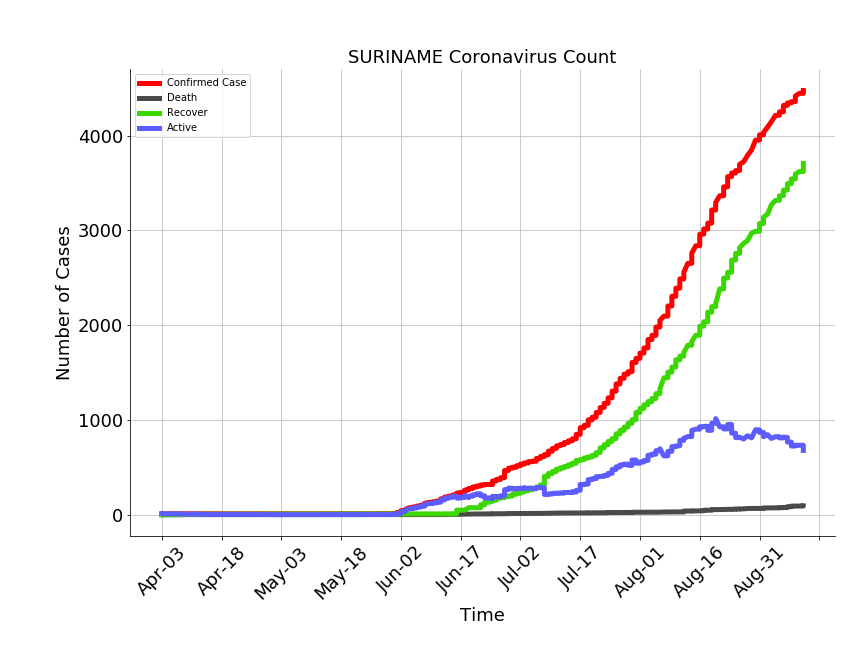 SURINAME Coronavirus Count
Confirmed Case
Death
Recover
Active
4000
3000
2000
1000
0
Number of Cases
Apr-03
Apr-18
May-03
May-18
Jun-02
Jun-17
Jul-02
Jul-17
Aug-01
Aug-16
Aug-31
Time